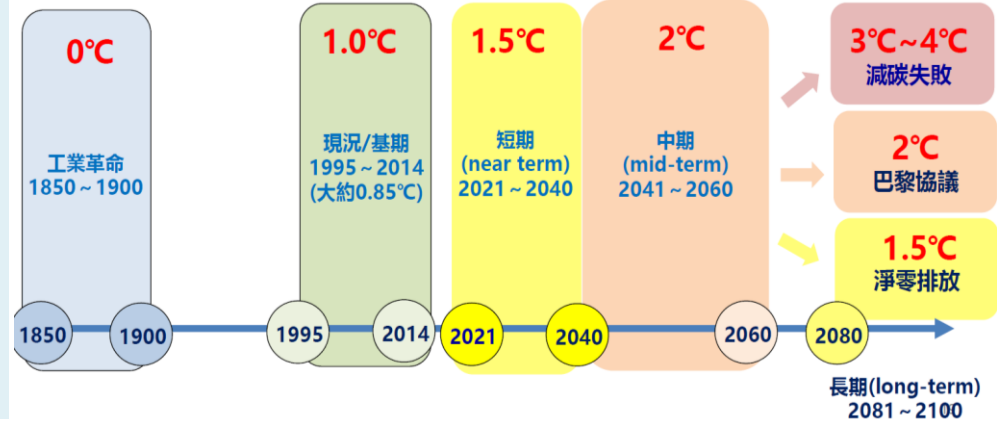 0℃
工業革命
1850～1900
1.0℃
現況/基期
1995～2014
(大約0.85℃)
1.5℃
短期
(near term)
2021～2040
2℃
中期
(mid-term)
2041～2060
3℃~4℃
減碳失敗
2℃
巴黎協議
1.5℃
淨零排放
1850
1900
1995
2014
2021
2040
2060
2080
長期(long-term)
2081～2100